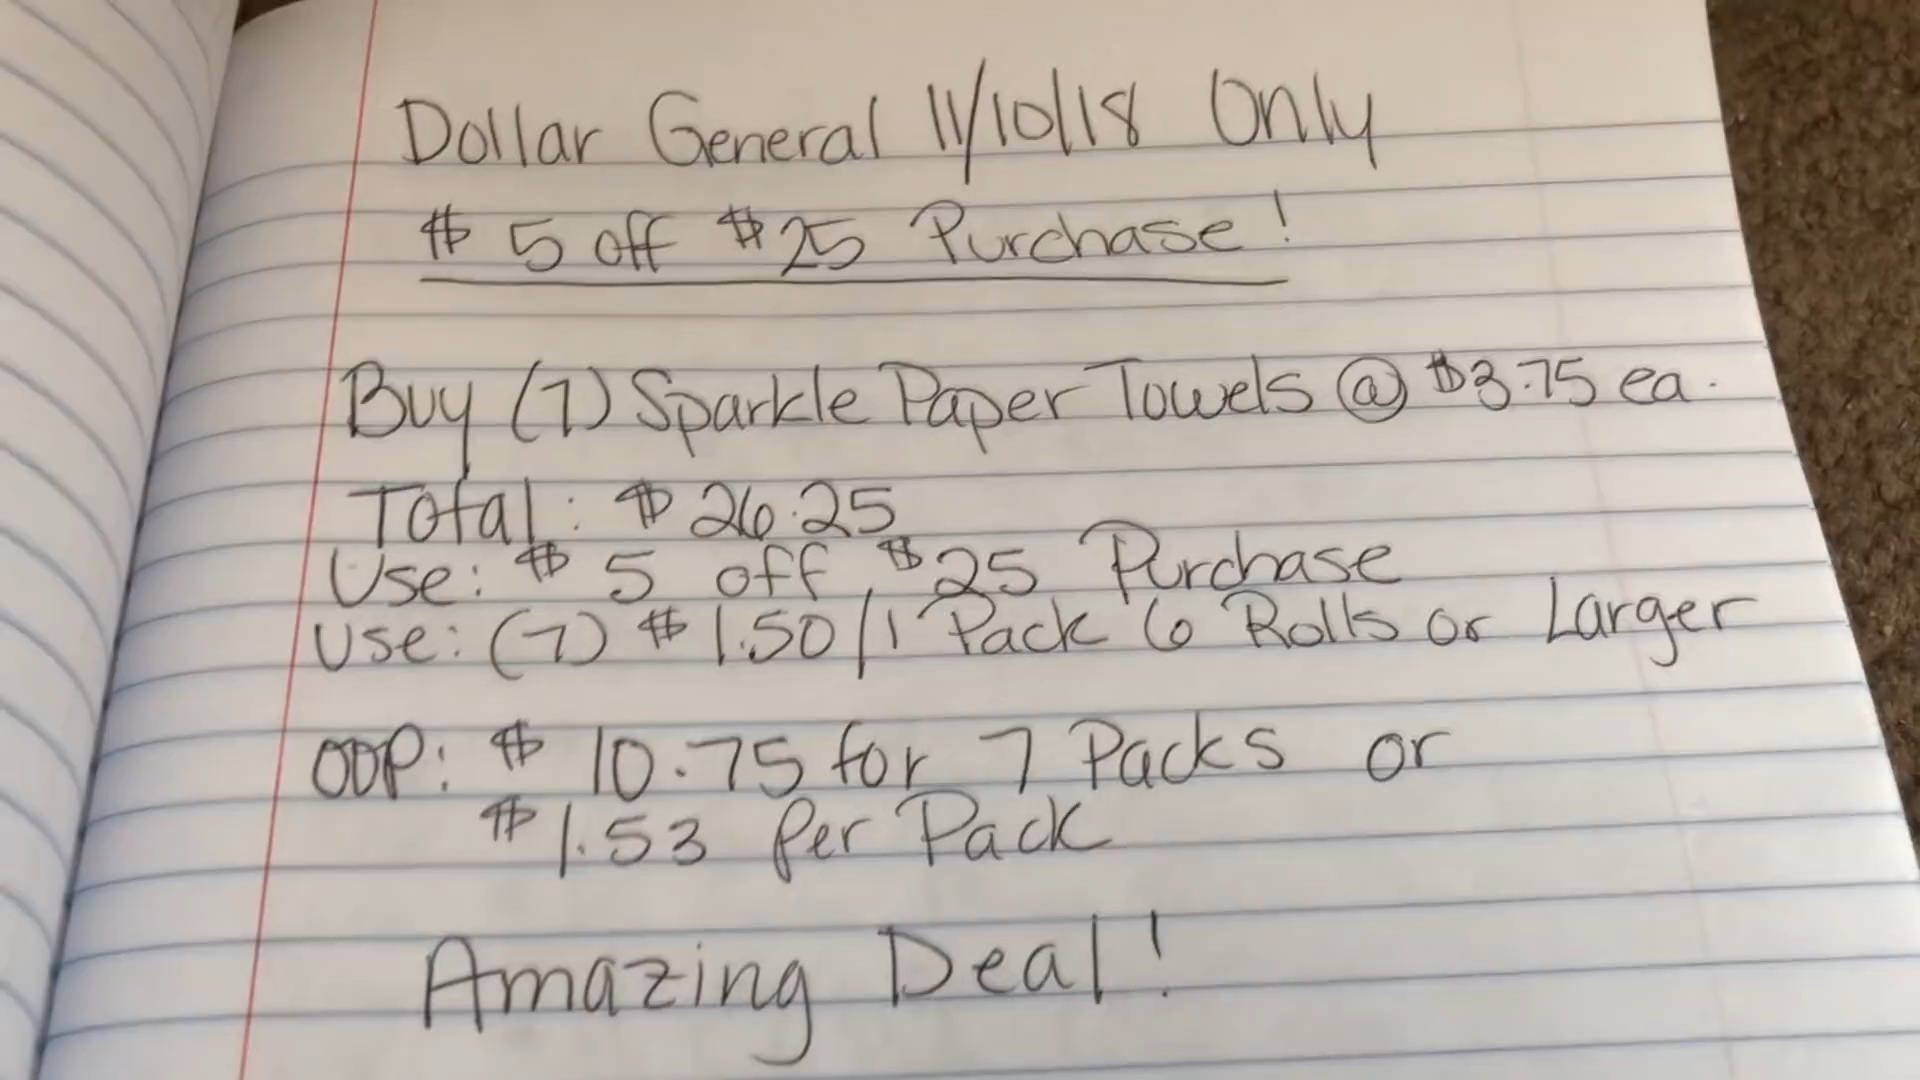 Dollar General 11/10/18 Only
$ 5 off $25 Purchase!
Buy (7) Sparkle Paper Towels @ $3.75 ea.
Total: $ 26.25
Use: $ 5 off $25 Purchase
Use: (7) $ 1.50/1 Pack 6 Rolls or Larger
OOP: $ 10.75 for 7 Packs or
$1.53 Per Pack
Amazing Deal!